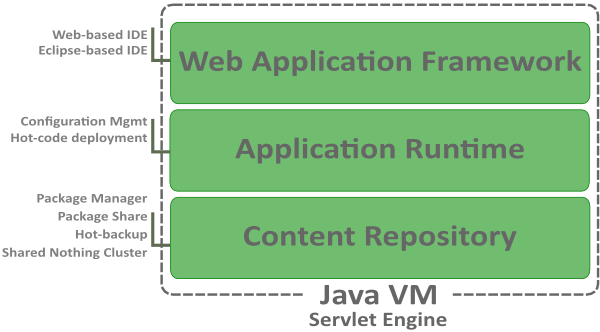 Web-based IDE
Eclipse-based IDE
Web Application Framework
Configuration Mgmt
Hot-code deployment
Application Runtime
Package Manager
Package Share
Hot-backup
Shared Nothing Cluster
Content Repository
Java VM
Servlet Engine